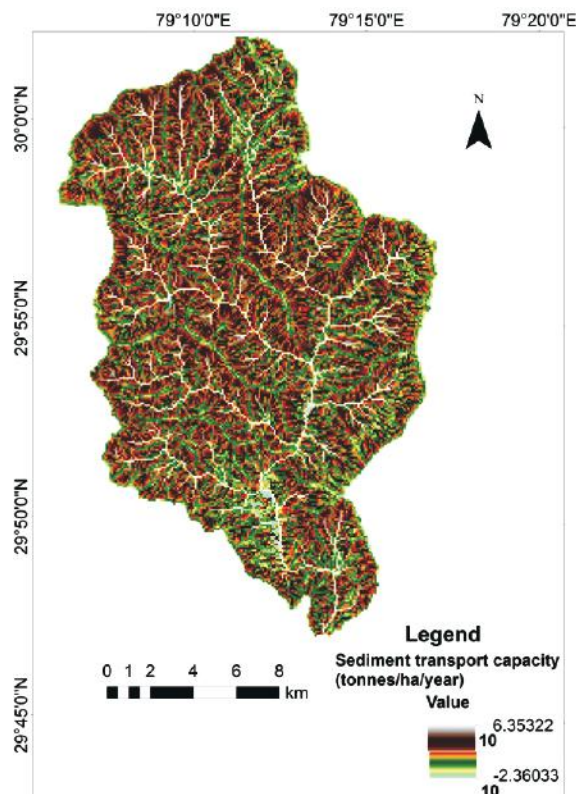 79°10'0"E 79°15'0"E 79°20'0"E
30°0'0"N
N
29°55'0"N
29°50'0"N
29°45'0"N
0 1 2 4 6 8
km
Legend
Sediment transport capacity
(tonnes/ha/year)
Value
6.35322
10
-2.36033
10